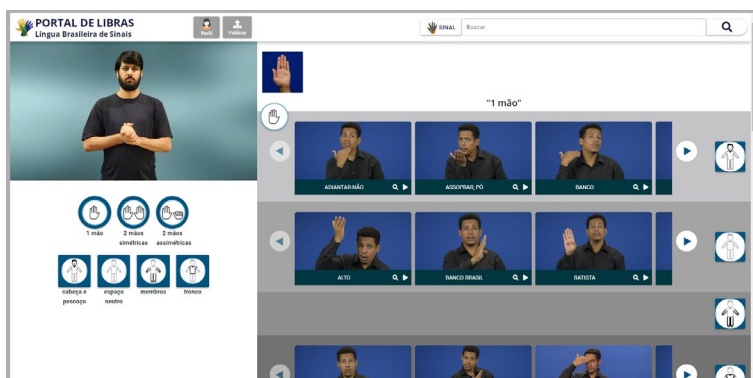 PORTAL DE LIBRAS
Língua Brasileira de Sinais
Perfil
Publicar
SINAL
Buscar
1 mão
2 mãos
simétricas
2 mãos
assimétricas
cabeça e
pescoço
espaço
neutro
membros
tronco
"1 mão"
ADIANTAR-NÃO
ASSOPRAR, PÓ
BANCO
ALTO
BANCO BRASIL
BATISTA